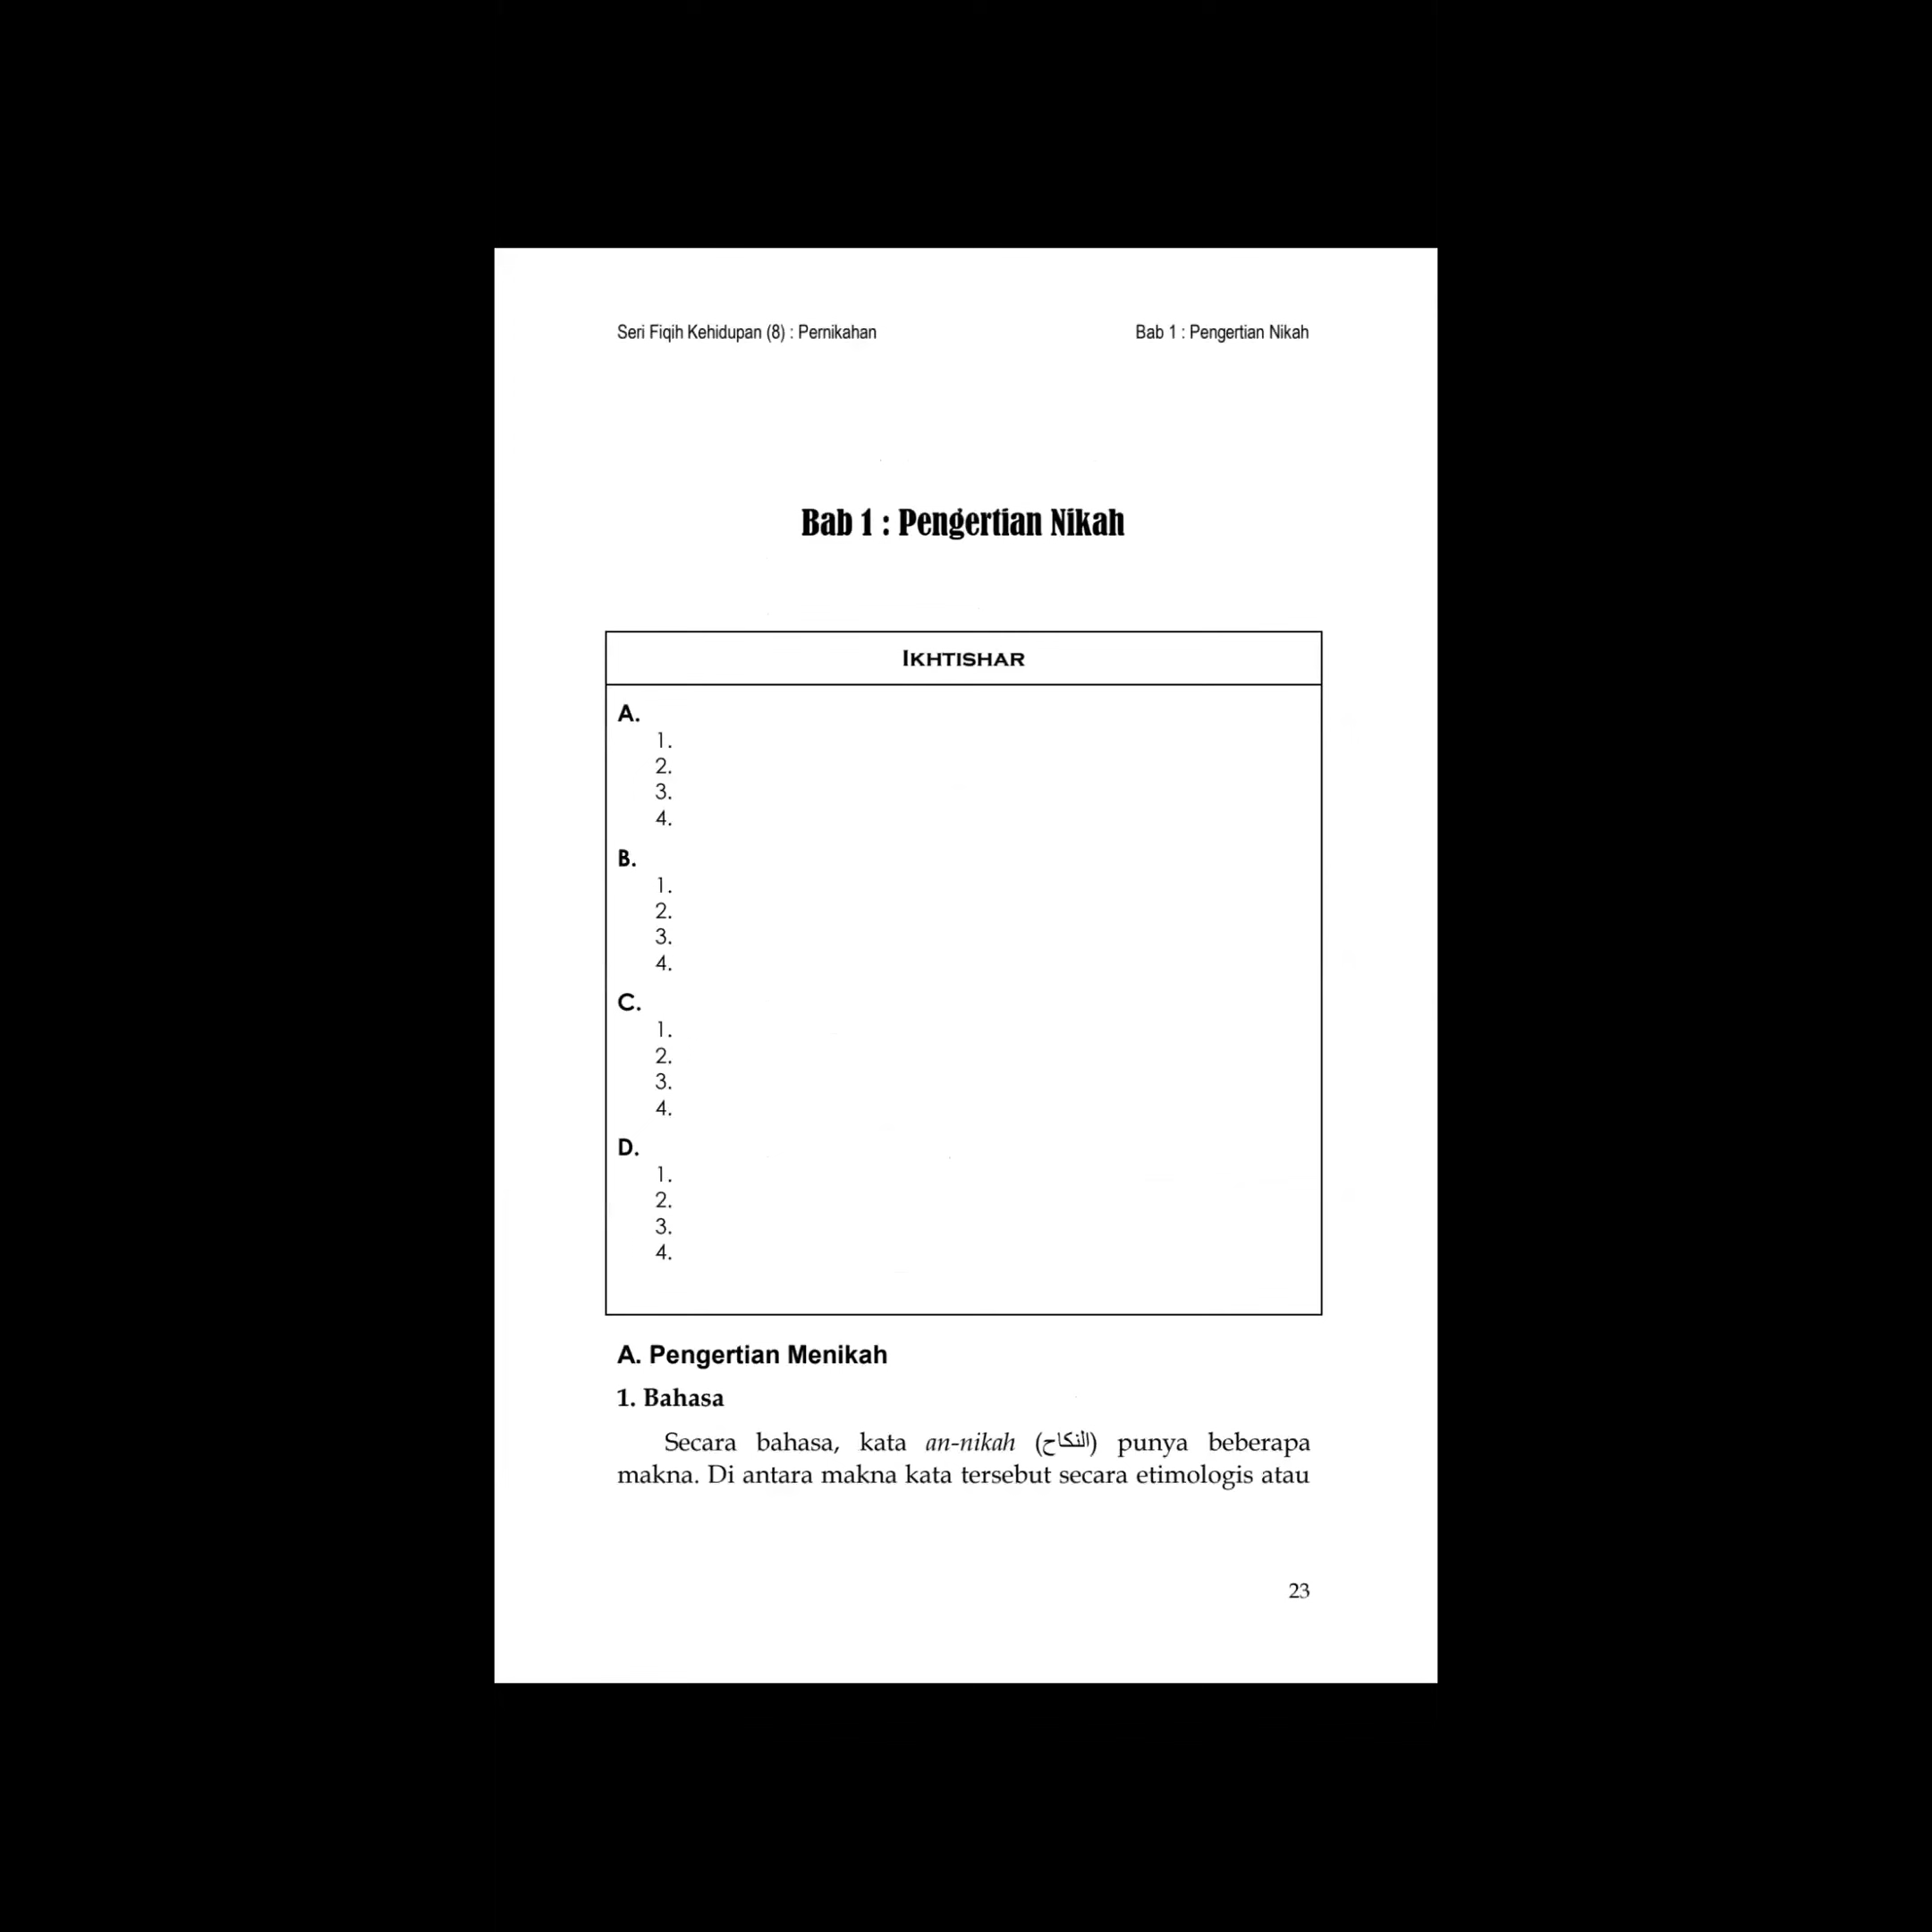 Seri Fiqih Kehidupan (8) : Pernikahan Bab 1 : Pengertian Nikah
Bab 1 : Pengertian Nikah
IKHTISHAR
A.
1.
2.
3.
4.
B.
1.
2.
3.
4.
C.
1.
2.
3.
4.
D.
1.
2.
3.
4.
A. Pengertian Menikah
1. Bahasa
Secara bahasa, kata an-nikah (النكاح) punya beberapa
makna. Di antara makna kata tersebut secara etimologis atau
23